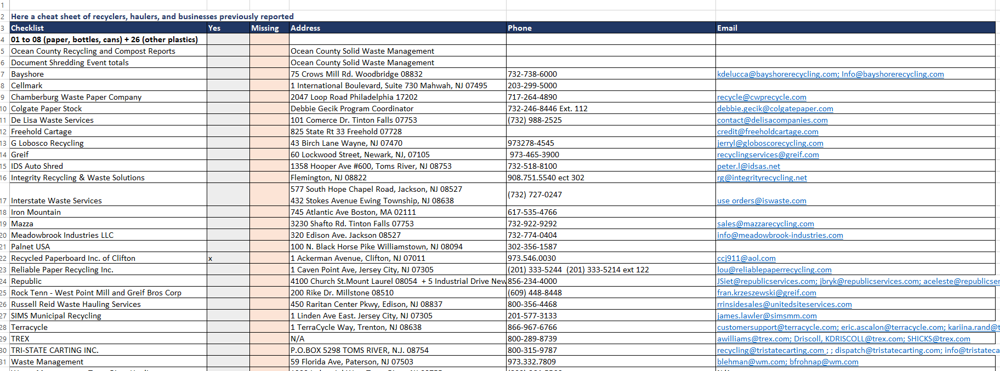 1
2 Here a cheat sheet of recyclers, haulers, and businesses previously reported
3 Checklist Yes Missing Address Phone Email
4 01 to 08 (paper, bottles, cans) + 26 (other plastics)
5 Ocean County Recycling and Compost Reports Ocean County Solid Waste Management
6 Document Shredding Event totals Ocean County Solid Waste Management
7 Bayshore 75 Crows Mill Rd. Woodbridge 08832 732-738-6000 kdelucca@bayshorerecycling.com; Info@bayshorerecycling.com
8 Cellmark 1 International Boulevard, Suite 730 Mahwah, NJ 07495 203-299-5000
9 Chamberburg Waste Paper Company 2047 Loop Road Philadelphia 17202 717-264-4890 recycle@cwprecycle.com
10 Colgate Paper Stock Debbie Gecik Program Coordinator 732-246-8446 Ext. 112 debbie.gecik@colgatepaper.com
11 De Lisa Waste Services 101 Comerce Dr. Tinton Falls 07753 (732) 988-2525 contact@delisacompanies.com
12 Freehold Cartage 825 State Rt 33 Freehold 07728 credit@freeholdcartage.com
13 G Lobosco Recycling 43 Birch Lane Wayne, NJ 07470 973278-4545 jerryl@globoscorecycling.com
14 Greif 60 Lockwood Street, Newark, NJ, 07105 973-465-3900 recyclingservices@greif.com
15 IDS Auto Shred 1358 Hooper Ave #600, Toms River, NJ 08753 732-518-8100 peter.l@idsas.net
16 Integrity Recycling & Waste Solutions Flemington, NJ 08822 908.751.5540 ect 302 rg@integrityrecycling.net
577 South Hope Chapel Road, Jackson, NJ 08527 (732) 727-0247
17 Interstate Waste Services 432 Stokes Avenue Ewing Township, NJ 08638 use orders@iswaste.com
18 Iron Mountain 745 Atlantic Ave Boston, MA 02111 617-535-4766
19 Mazza 3230 Shafto Rd. Tinton Falls 07753 732-922-9292 sales@mazzarecycling.com
20 Meadowbrook Industries LLC 320 Edison Ave. Jackson 08527 732-774-0404 info@meadowbrook-industries.com
21 Palnet USA 100 N. Black Horse Pike Williamstown, NJ 08094 302-356-1587
22 Recycled Paperboard Inc. of Clifton x 1 Ackerman Avenue, Clifton, NJ 07011 973.546.0030 ccj911@aol.com
23 Reliable Paper Recycling Inc. 1 Caven Point Ave, Jersey City, NJ 07305 (201) 333-5244 (201) 333-5214 ext 122 lou@reliablepaperrecycling.com
24 Republic 4100 Church St.Mount Laurel 08054 + 5 Industrial Drive New 856-234-4000 JSiet@republicservices.com; jbryk@republicservices.com; aceleste@republicser
25 Rock Tenn - West Point Mill and Greif Bros Corp 200 Rike Dr. Millstone 08510 (609) 448-8448 fran.krzeszewski@greif.com
26 Russell Reid Waste Hauling Services 450 Raritan Center Pkwy, Edison, NJ 08837 800-356-4468 rrinsidesales@unitedsiteservices.com
27 SIMS Municipal Recycling 1 Linden Ave East. Jersey City, NJ 07305 201-577-3133 james.lawler@simsmm.com
28 Terracycle 1 TerraCycle Way, Trenton, NJ 08638 866-967-6766 customersupport@terracycle.com; eric.ascalon@terracycle.com; kariina.rand@t
29 TREX N/A 800-289-8739 awilliams@trex.com; Driscoll, KDRISCOLL@trex.com; SHICKS@trex.com
30 TRI-STATE CARTING INC. P.O.BOX 5298 TOMS RIVER, N.J. 08754 800-315-9787 recycling@tristatecarting.com ; ; dispatch@tristatecarting.com; info@tristateca
31 Waste Management 59 Florida Ave, Paterson, NJ 07503 973.332.7809 blehman@wm.com; bfrohnap@wm.com